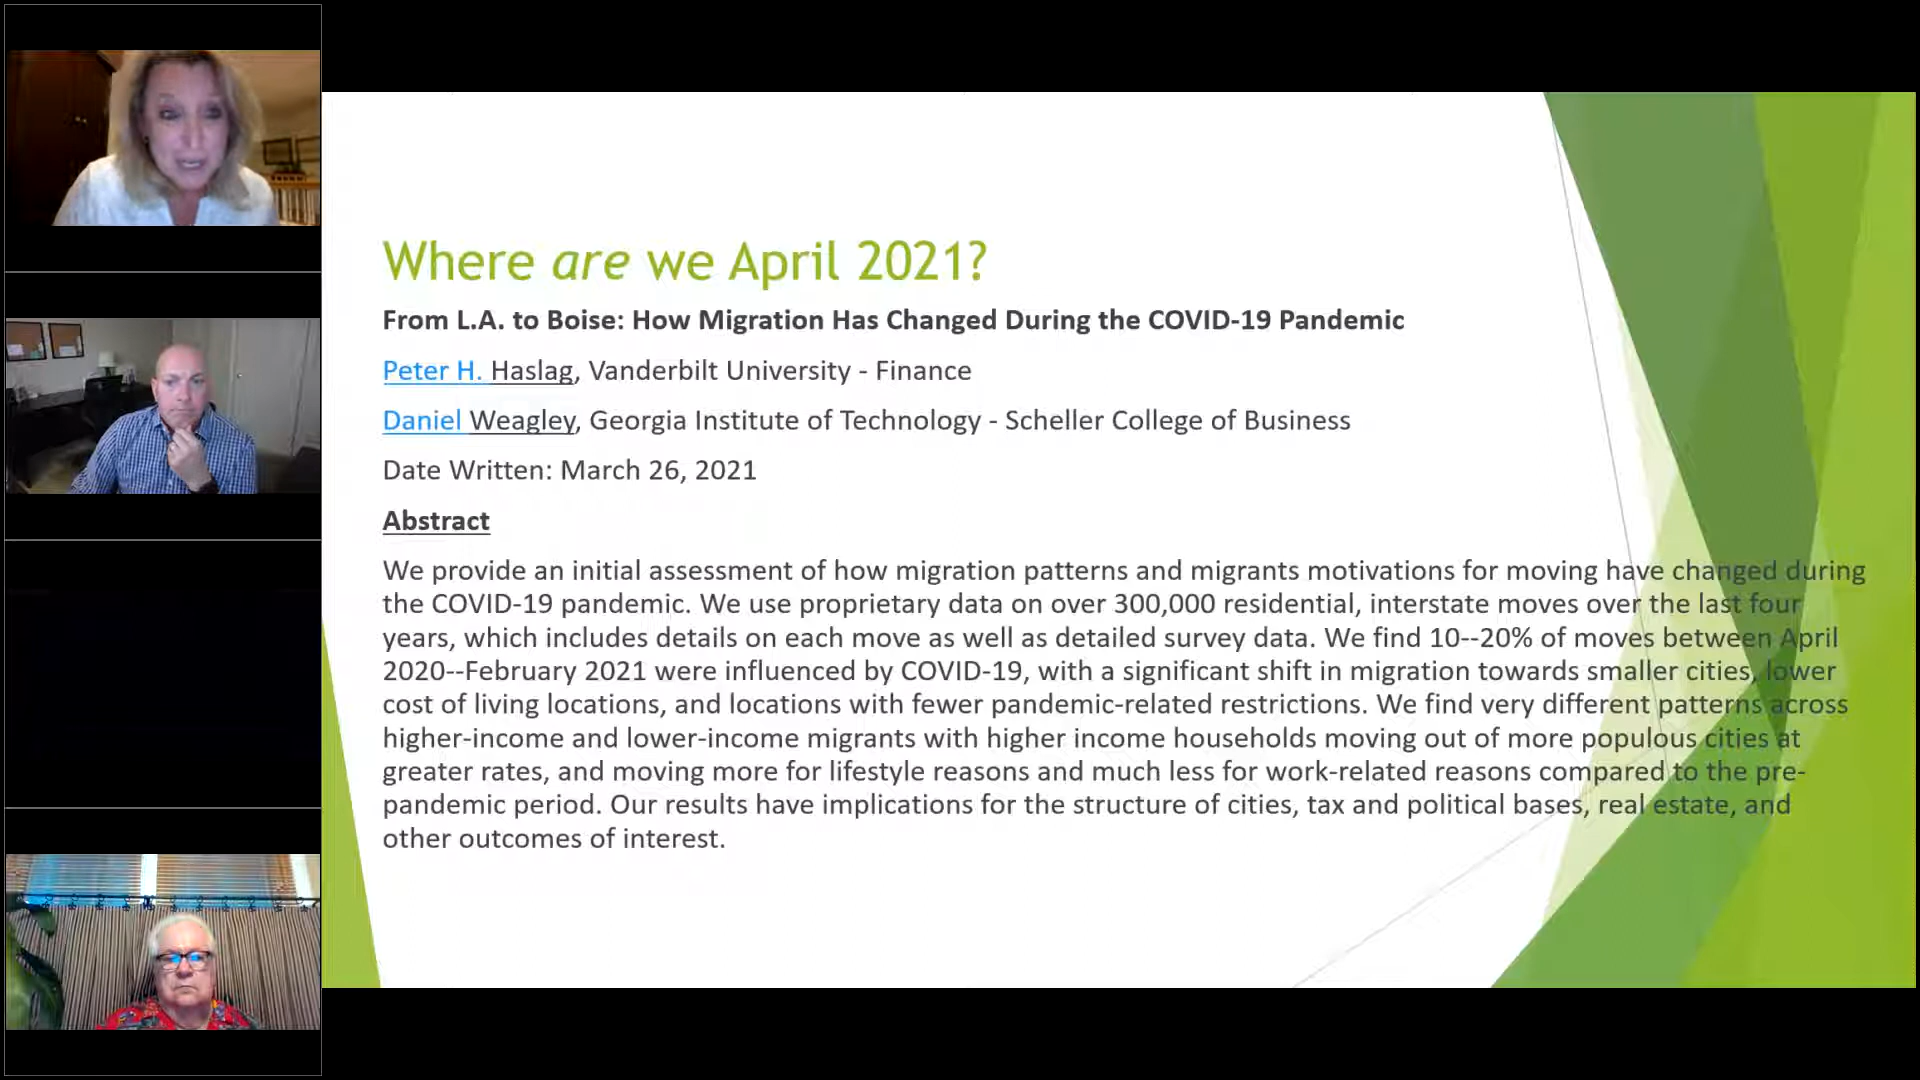 Where are we April 2021?
From L.A. to Boise: How Migration Has Changed During the COVID-19 Pandemic
Peter H. Haslag, Vanderbilt University - Finance
Daniel Weagley, Georgia Institute of Technology - Scheller College of Business
Date Written: March 26, 2021
Abstract
We provide an initial assessment of how migration patterns and migrants motivations for moving have changed during
the COVID-19 pandemic. We use proprietary data on over 300,000 residential, interstate moves over the last four
years, which includes details on each move as well as detailed survey data. We find 10--20% of moves between April
2020--February 2021 were influenced by COVID-19, with a significant shift in migration towards smaller cities, lower
cost of living locations, and locations with fewer pandemic-related restrictions. We find very different patterns across
higher-income and lower-income migrants with higher income households moving out of more populous cities at
greater rates, and moving more for lifestyle reasons and much less for work-related reasons compared to the pre-
pandemic period. Our results have implications for the structure of cities, tax and political bases, real estate, and
other outcomes of interest.